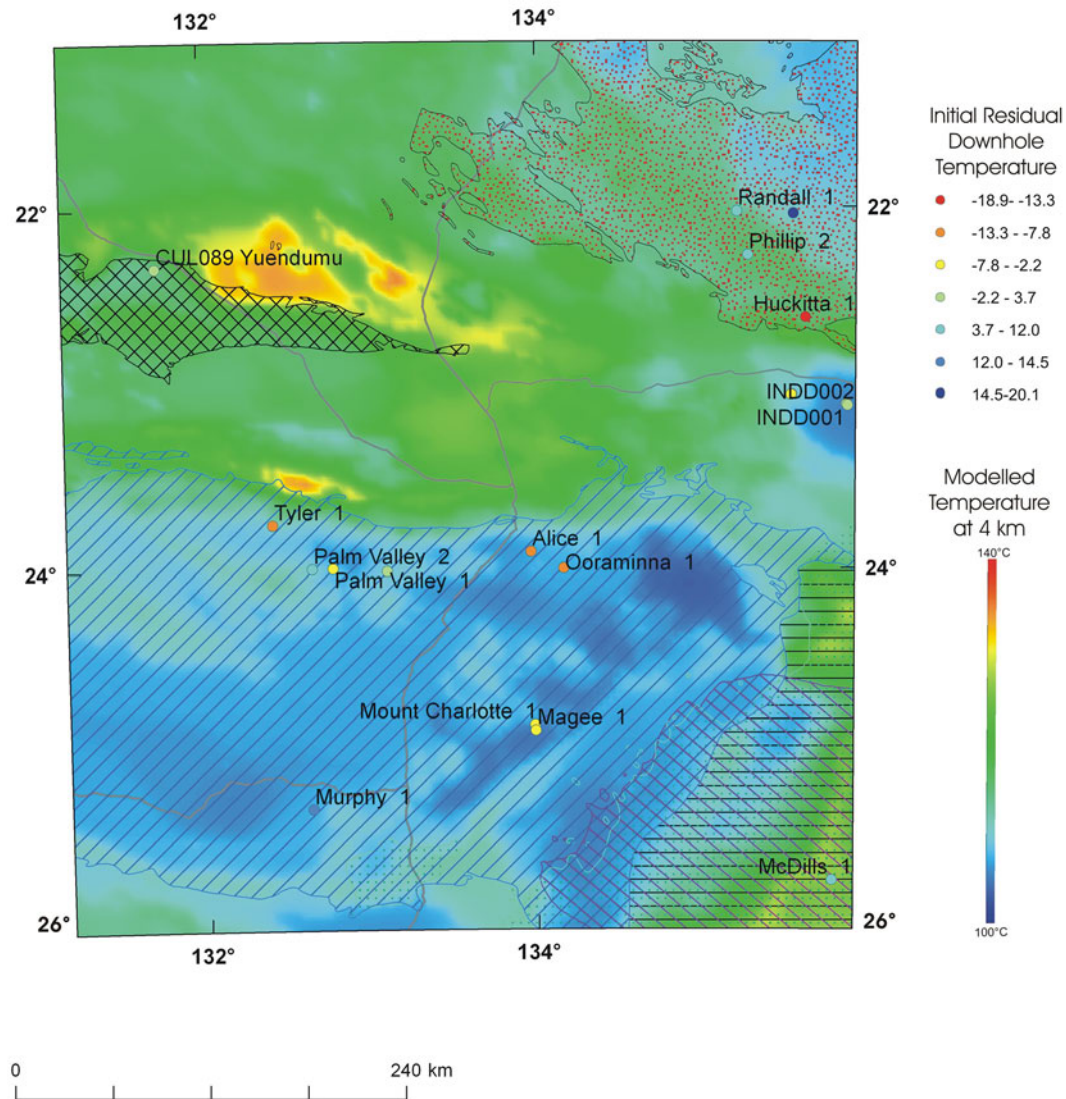 132°
134°
Initial Residual
Downhole
Temperature
-18.9- -13.3
-13.3 - -7.8
-7.8 - -2.2
-2.2 - 3.7
3.7 - 12.0
12.0 - 14.5
14.5-20.1
Randall 1
22°
22°
Phillip 2
CUL089 Yuendumu
Huckitta 1
INDD002
INDD001
Modelled
Temperature
at 4 km
140°C
100°C
Tyler 1
Alice 1
Palm Valley 2
Ooraminna 1
24°
24°
Palm Valley 1
Mount Charlotte 1
Magee 1
Murphy 1
McDills 1
26°
26°
132°
134°
0
240 km